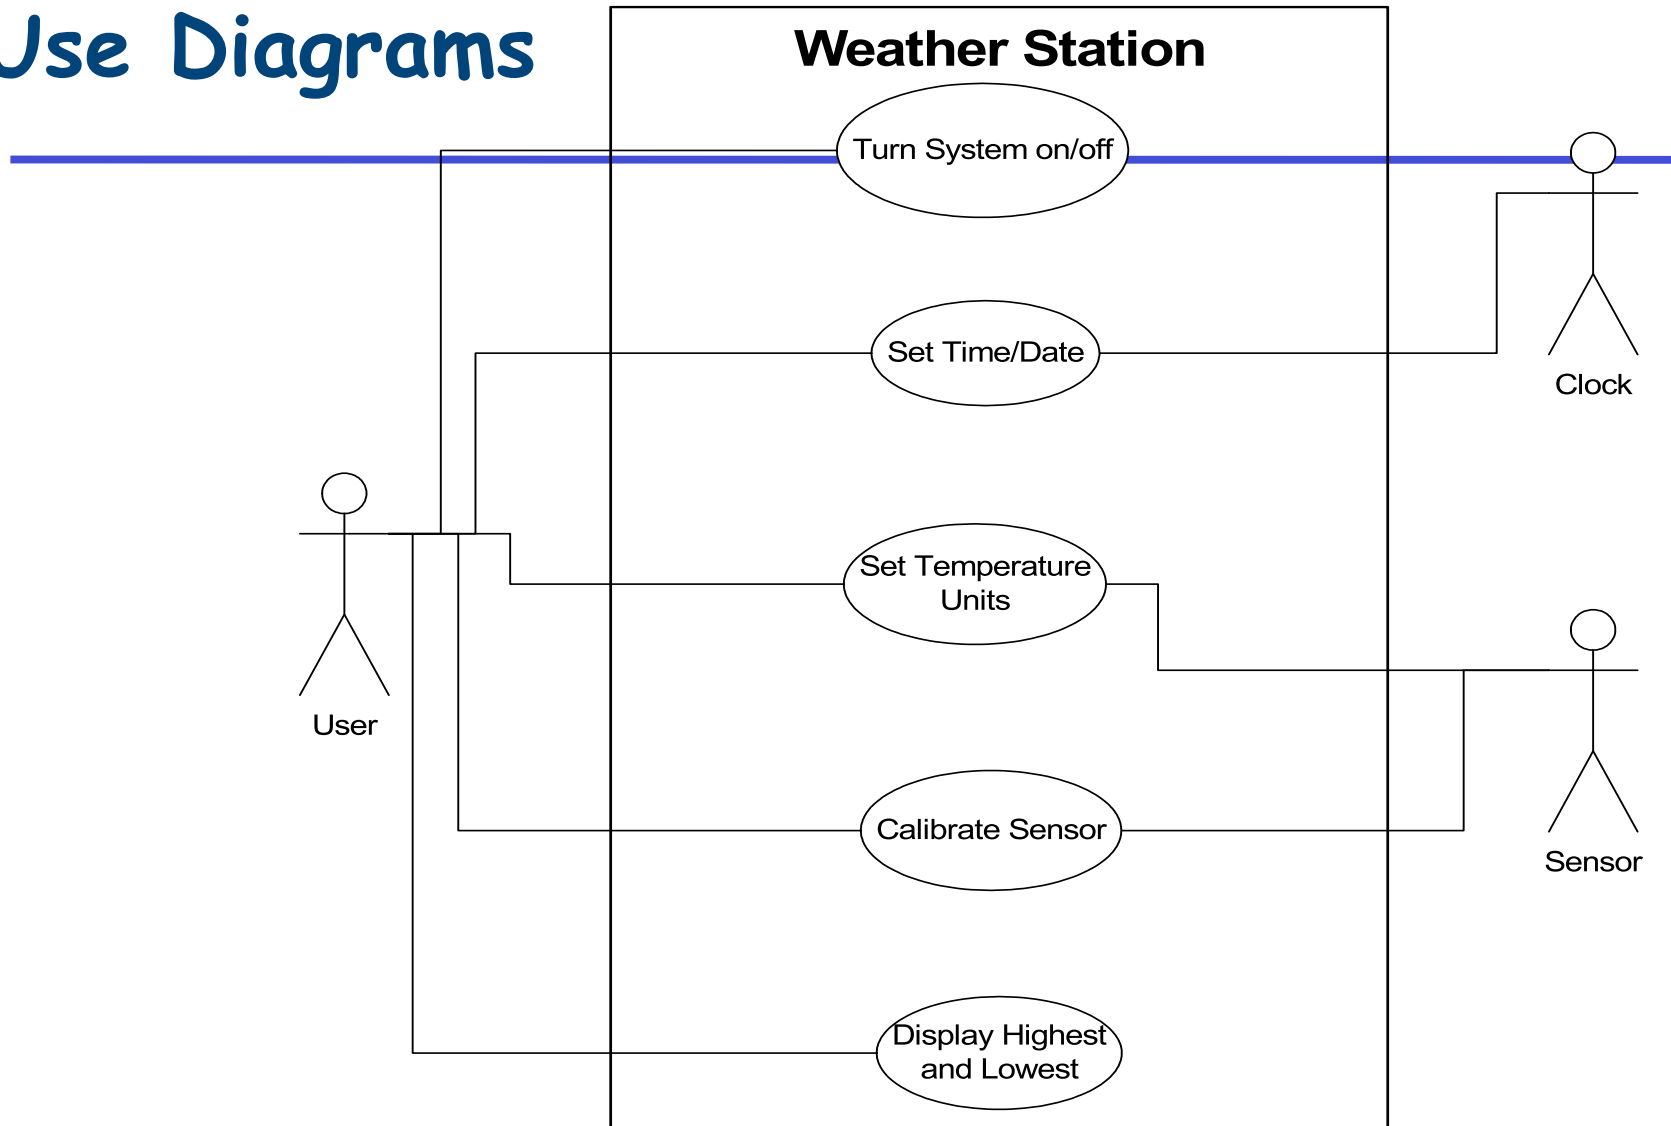 Use Diagrams
Weather Station
Turn System on/off
Set Time/Date
Clock
Set Temperature
Units
User
Calibrate Sensor
Sensor
Display Highest
and Lowest